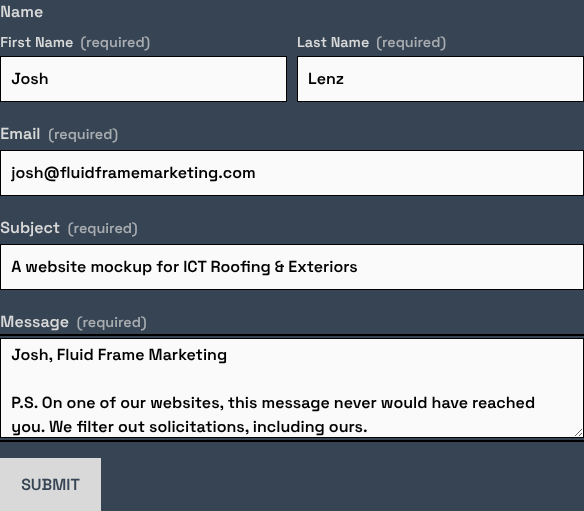 Name
First Name (required)
Last Name (required)
Josh
Lenz
Email (required)
josh@fluidframemarketing.com
Subject (required)
A website mockup for ICT Roofing & Exteriors
Message (required)
Josh, Fluid Frame Marketing
P.S. On one of our websites, this message never would have reached
you. We filter out solicitations, including ours.
SUBMIT